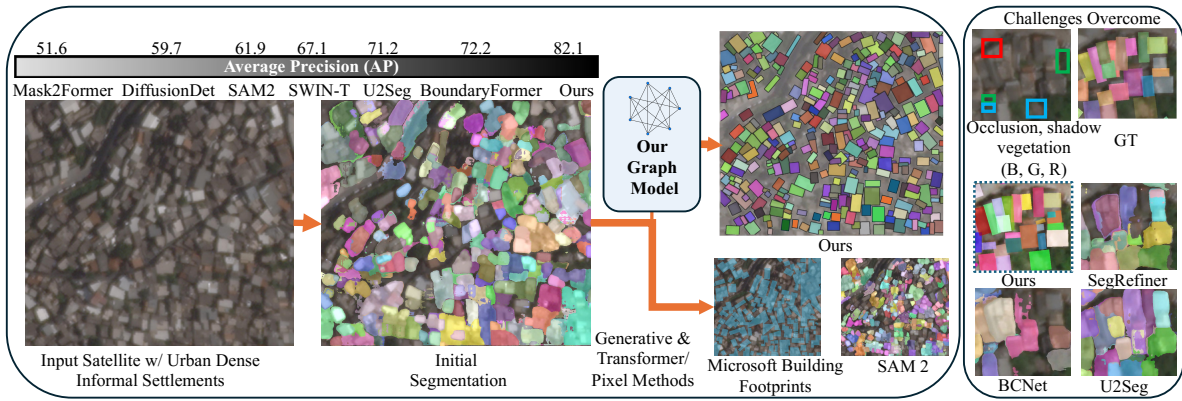 51.6 59.7 61.9 67.1 71.2 72.2 82.1
Average Precision (AP)
Mask2Former DiffusionDet SAM2 SWIN-T U2Seg BoundaryFormer Ours
Input Satellite w/ Urban Dense
Informal Settlements
Initial
Segmentation
Our
Graph
Model
Generative &
Transformer/
Pixel Methods
Ours
Microsoft Building
Footprints
SAM 2
Challenges Overcome
Occlusion, shadow
vegetation
(B, G, R)
GT
Ours
SegRefiner
BCNet
U2Seg